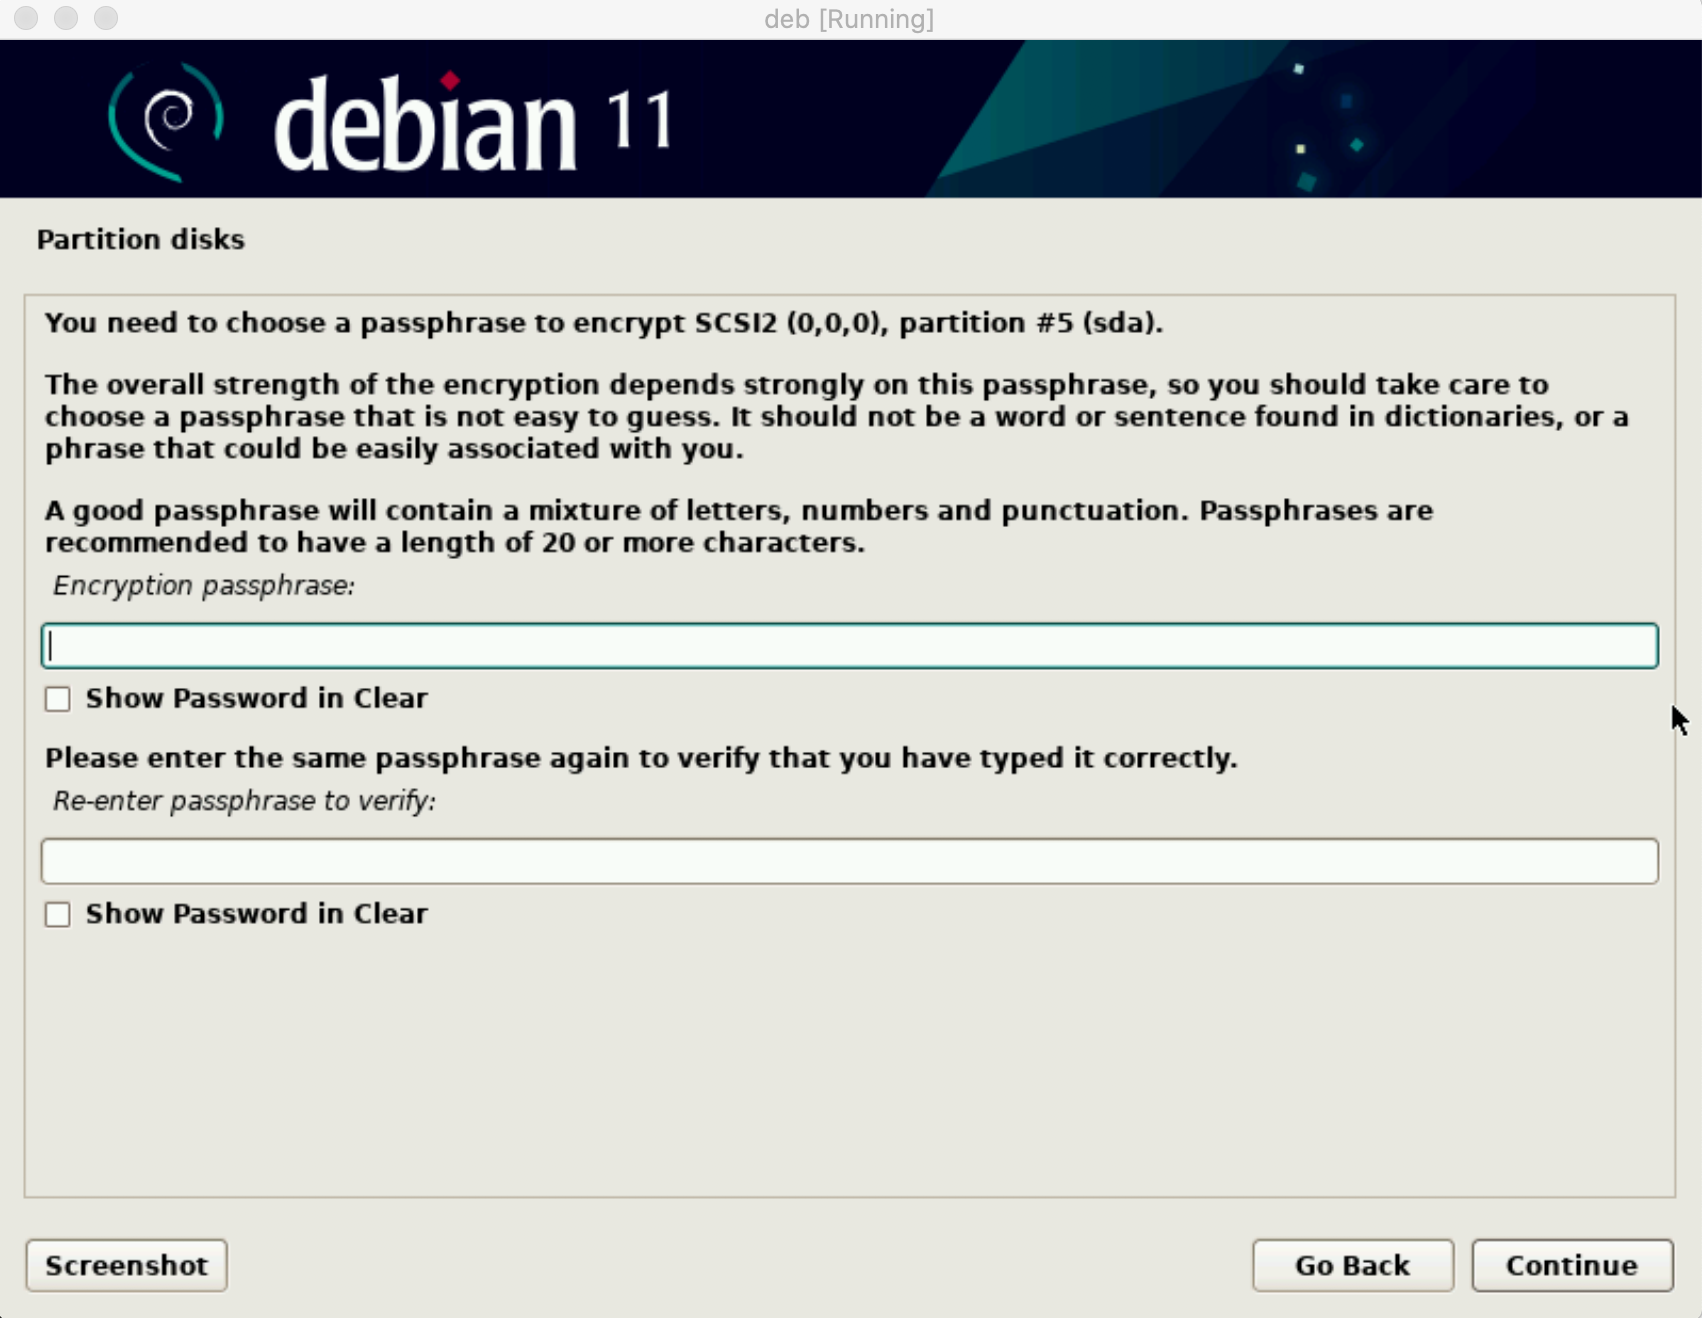 deb [Running]
debian 11
Partition disks
You need to choose a passphrase to encrypt SCSI2 (0,0,0), partition #5 (sda).
The overall strength of the encryption depends strongly on this passphrase, so you should take care to
choose a passphrase that is not easy to guess. It should not be a word or sentence found in dictionaries, or a
phrase that could be easily associated with you.
A good passphrase will contain a mixture of letters, numbers and punctuation. Passphrases are
recommended to have a length of 20 or more characters.
Encryption passphrase:
Show Password in Clear
Please enter the same passphrase again to verify that you have typed it correctly.
Re-enter passphrase to verify:
Show Password in Clear
Screenshot Go Back Continue